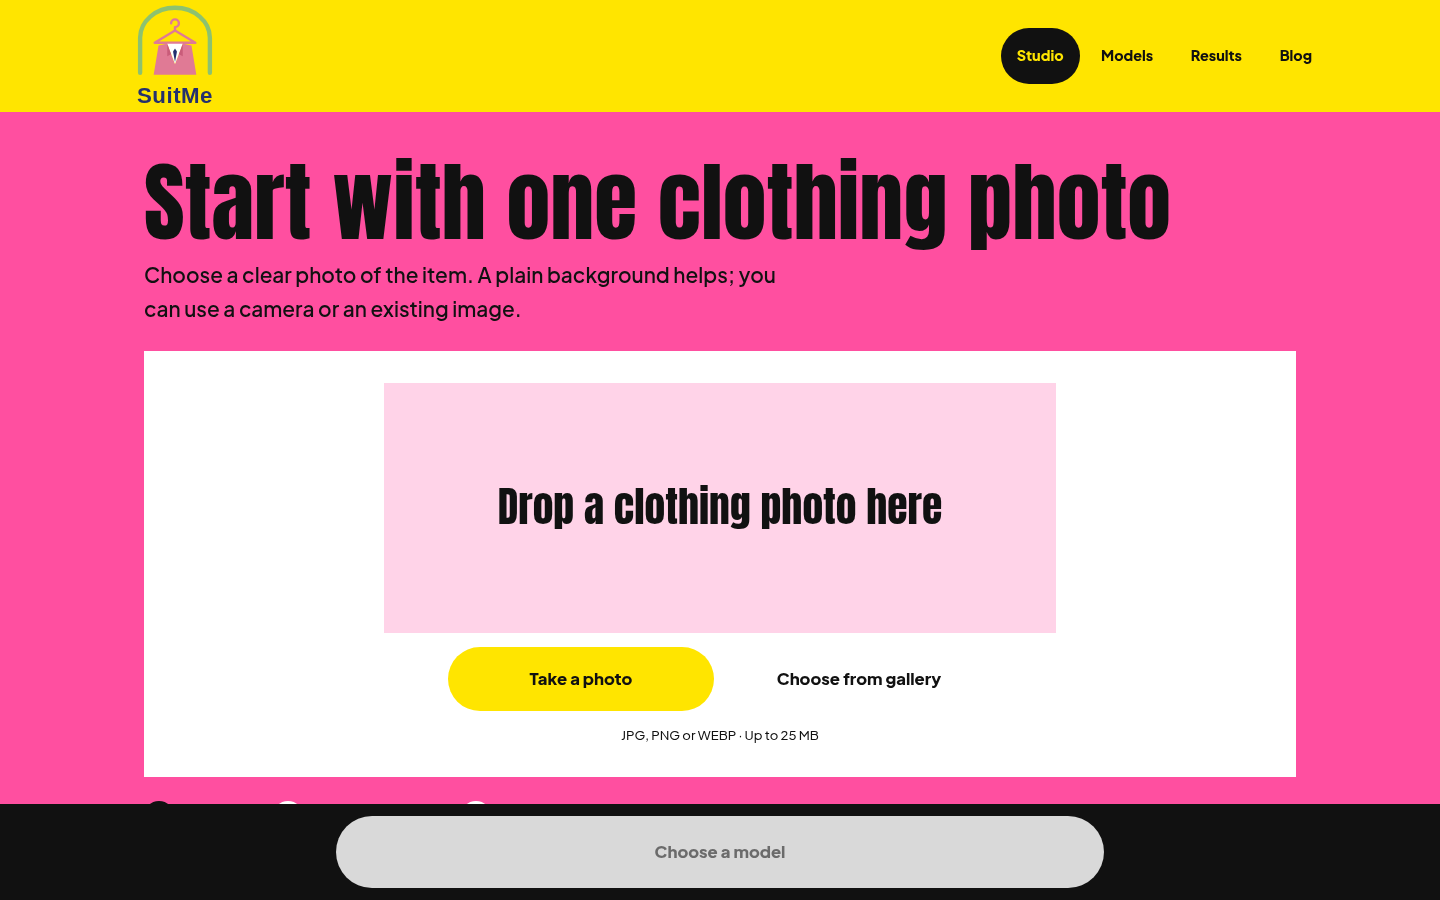 SuitMe
Studio
Models
Results
Blog
Start with one clothing photo
Choose a clear photo of the item. A plain background helps; you
can use a camera or an existing image.
Drop a clothing photo here
Take a photo
Choose from gallery
JPG, PNG or WEBP · Up to 25 MB
Choose a model